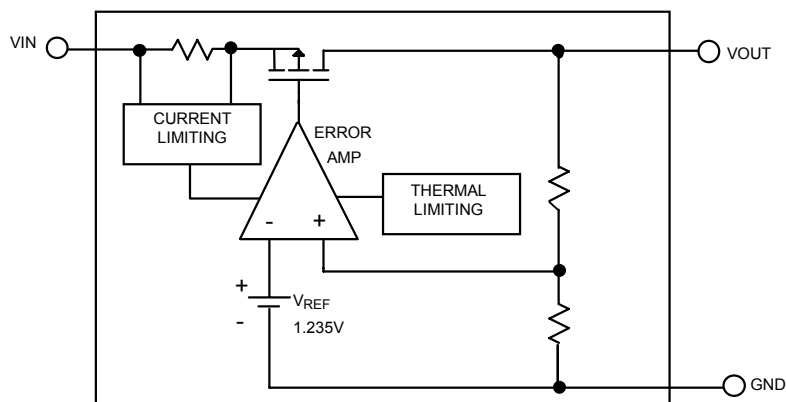 VIN
VOUT
CURRENT
LIMITING
ERROR
AMP
THERMAL
LIMITING
- +
+
VREF
-
1.235V
GND